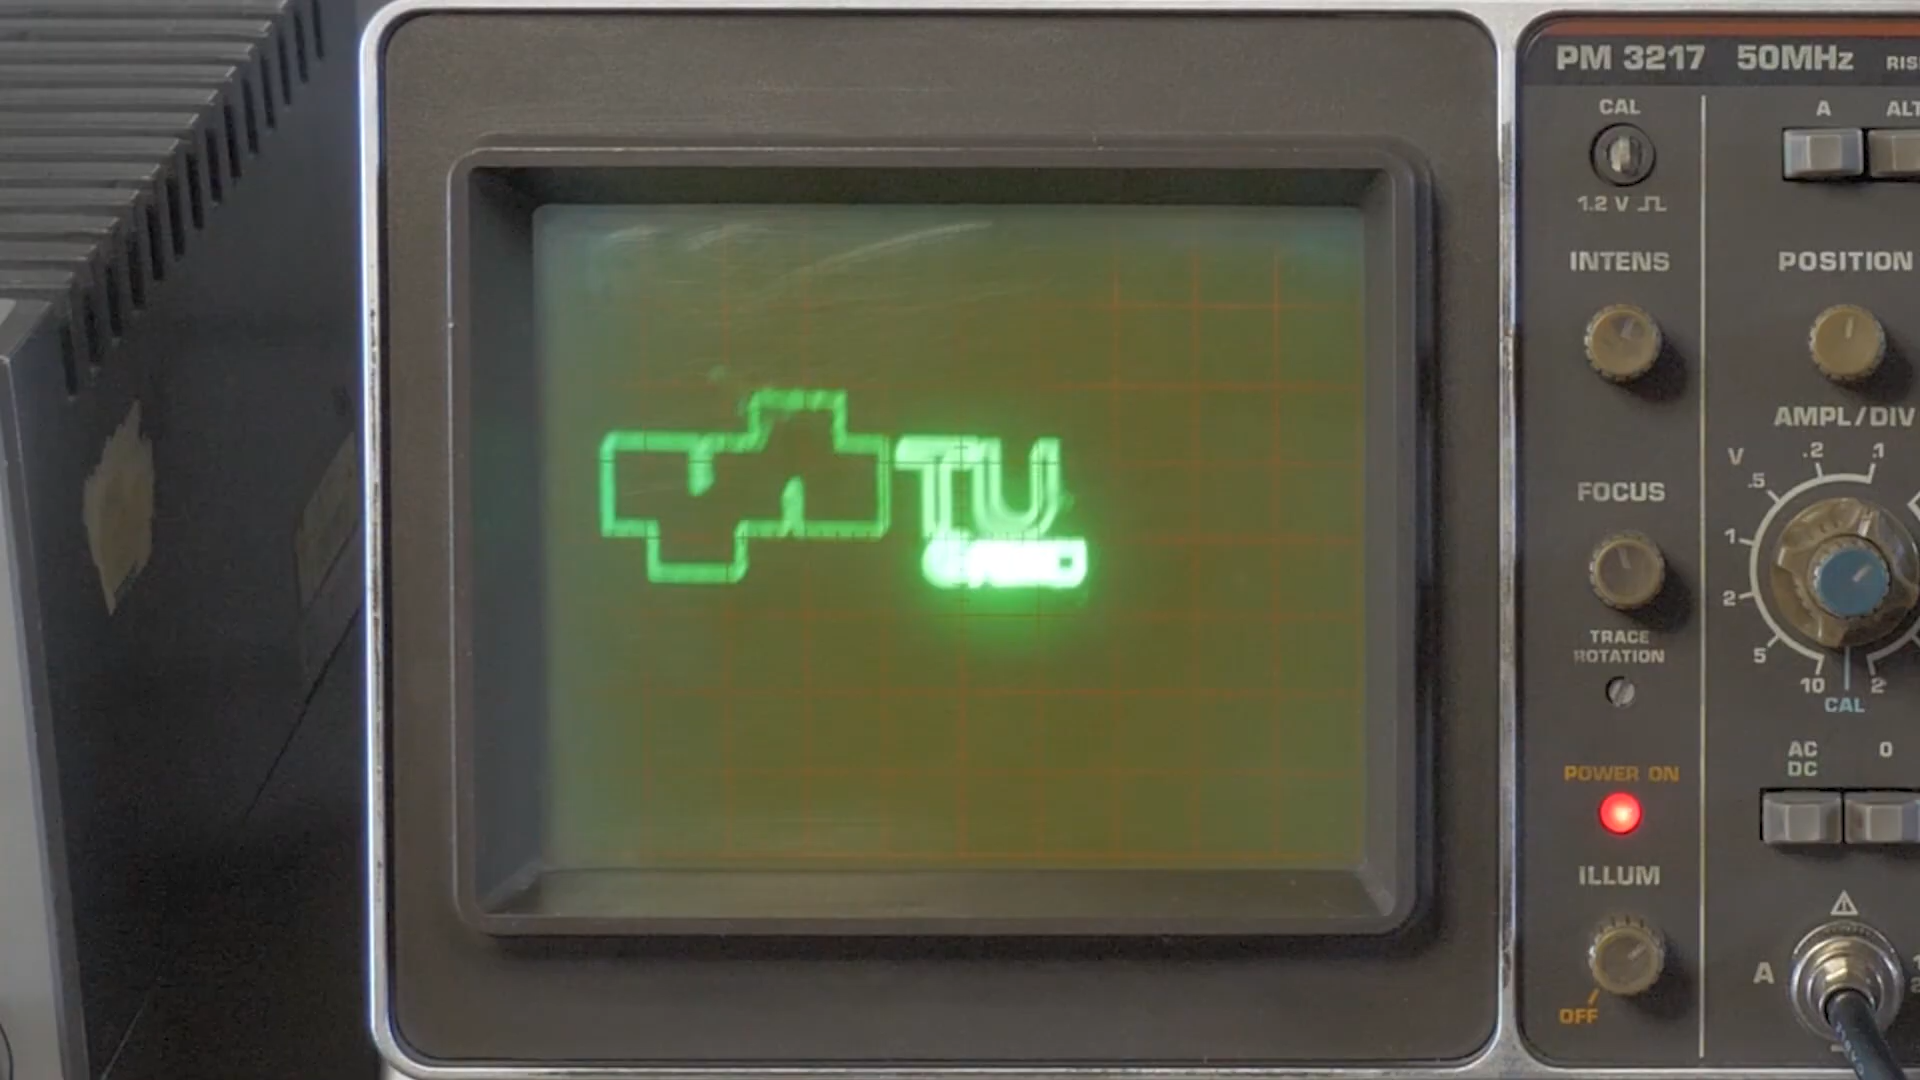 PM 3217 50MHz
CAL
A
1.2 V
INTENS
POSITION
TU
AMPL/DIV
V
.2 .1
.5
FOCUS
1
2
TRACE
ROTATION
5
10 2
CAL
AC 0
DC
POWER ON
ILLUM
A
OFF